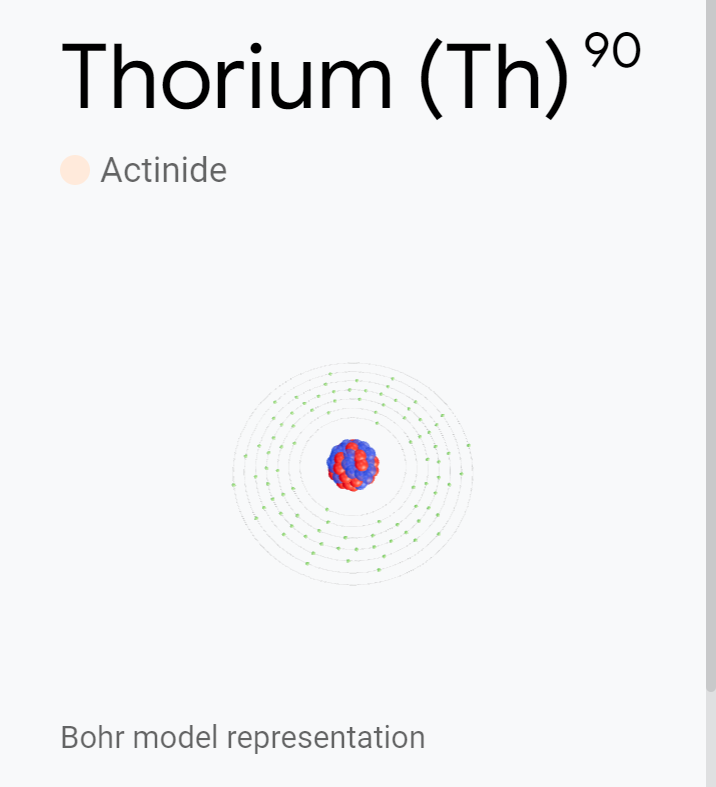 Thorium (Th) 90
Actinide
Bohr model representation